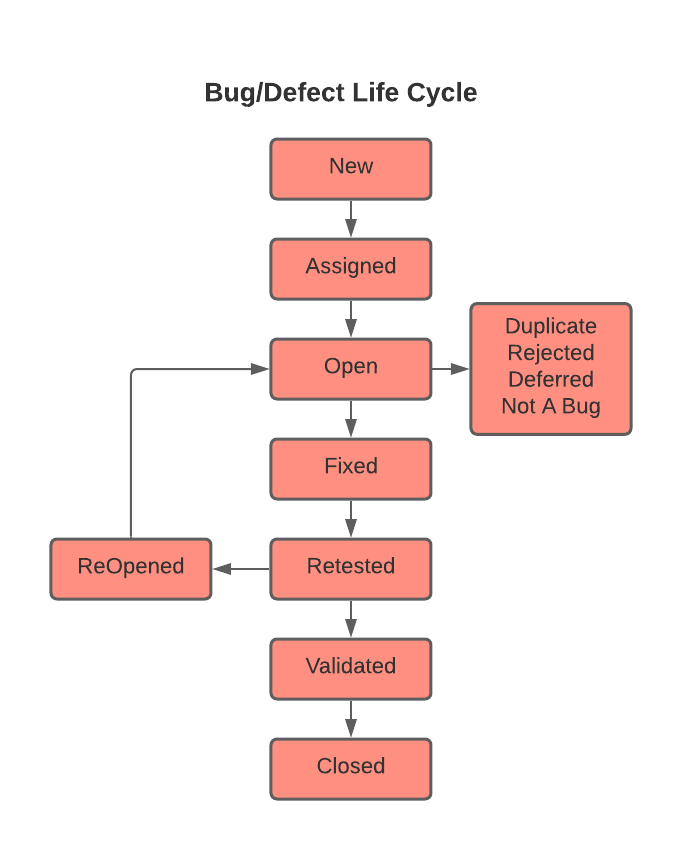 Bug/Defect Life Cycle
New
Assigned
Open
Duplicate
Rejected
Deferred
Not A Bug
Fixed
ReOpened
Retested
Validated
Closed